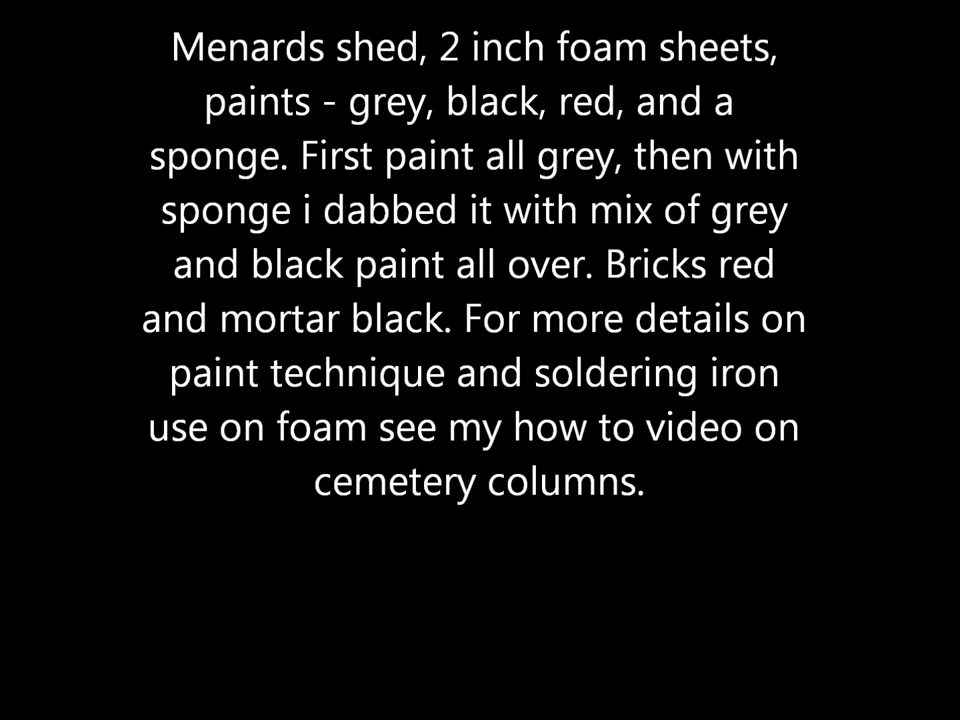 Menards shed, 2 inch foam sheets,
paints - grey, black, red, and a
sponge. First paint all grey, then with
sponge i dabbed it with mix of grey
and black paint all over. Bricks red
and mortar black. For more details on
paint technique and soldering iron
use on foam see my how to video on
cemetery columns.